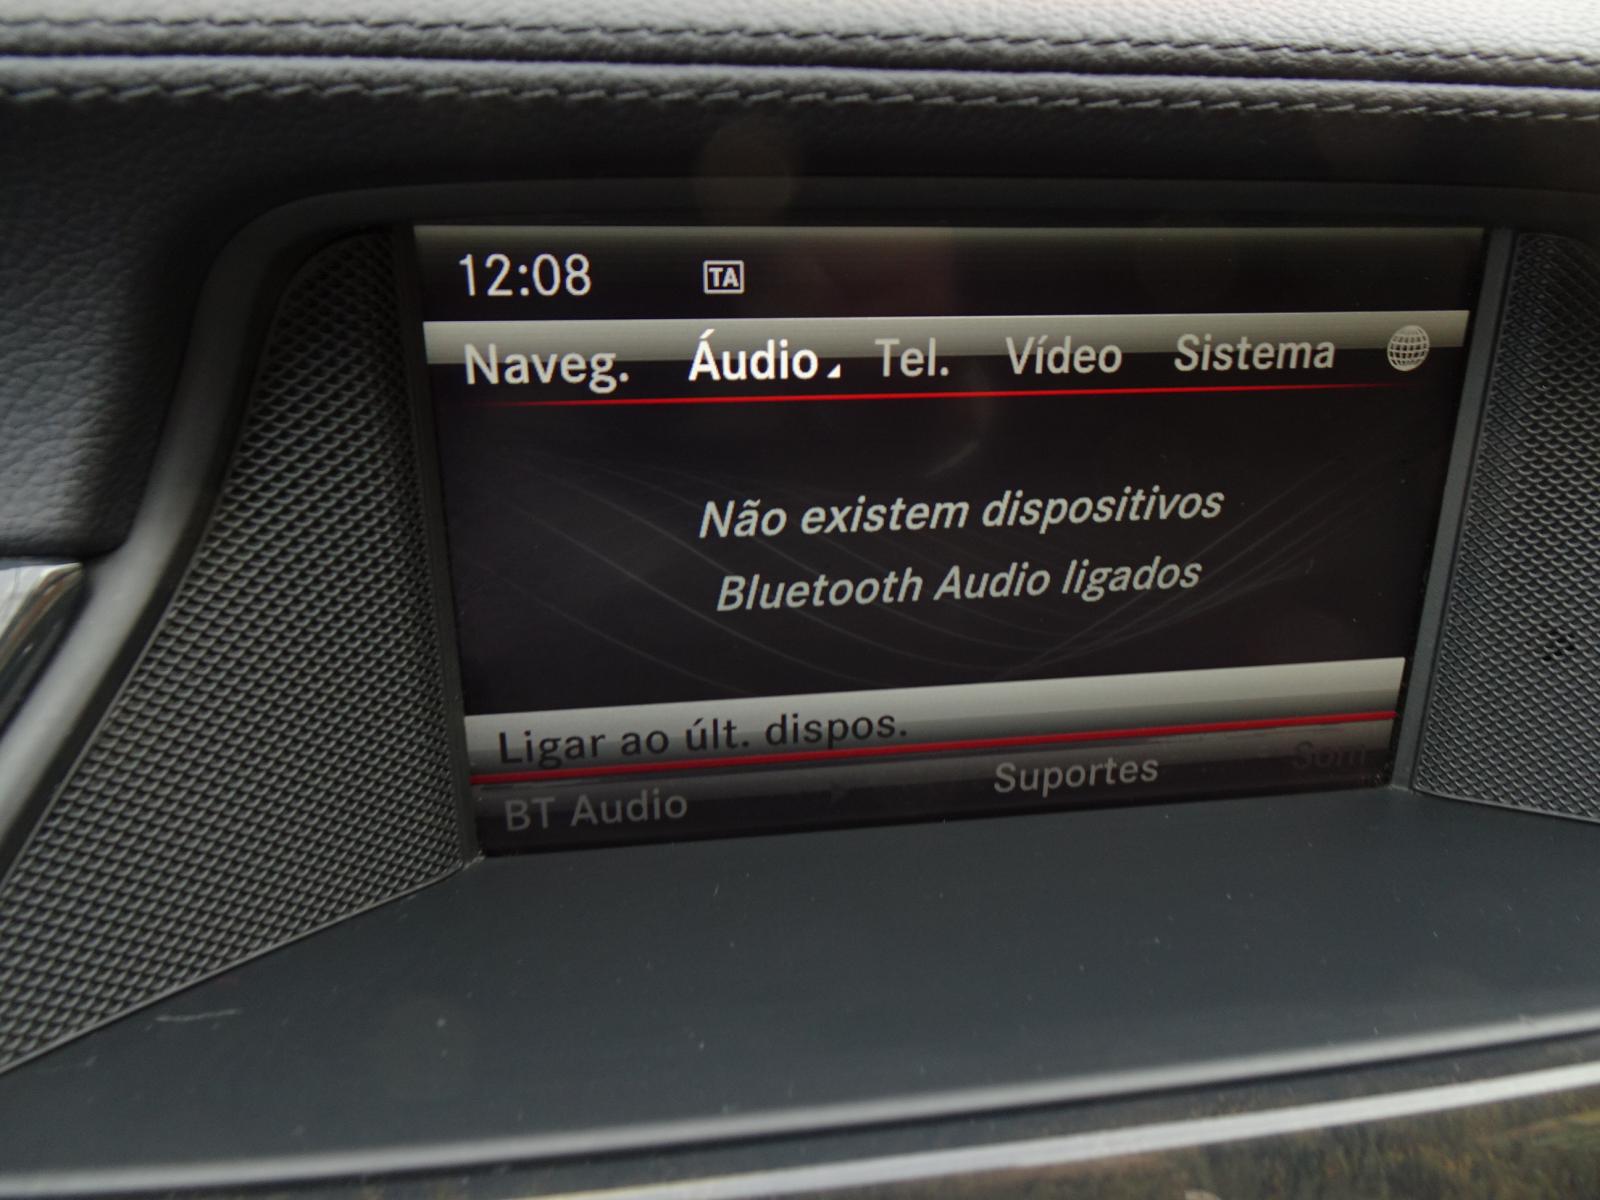 12:08 TA
Naveg. Áudio Tel. Vídeo Sistema
Não existem dispositivos
Bluetooth Audio ligados
Ligar ao últ. dispos.
BT Audio Suportes Som